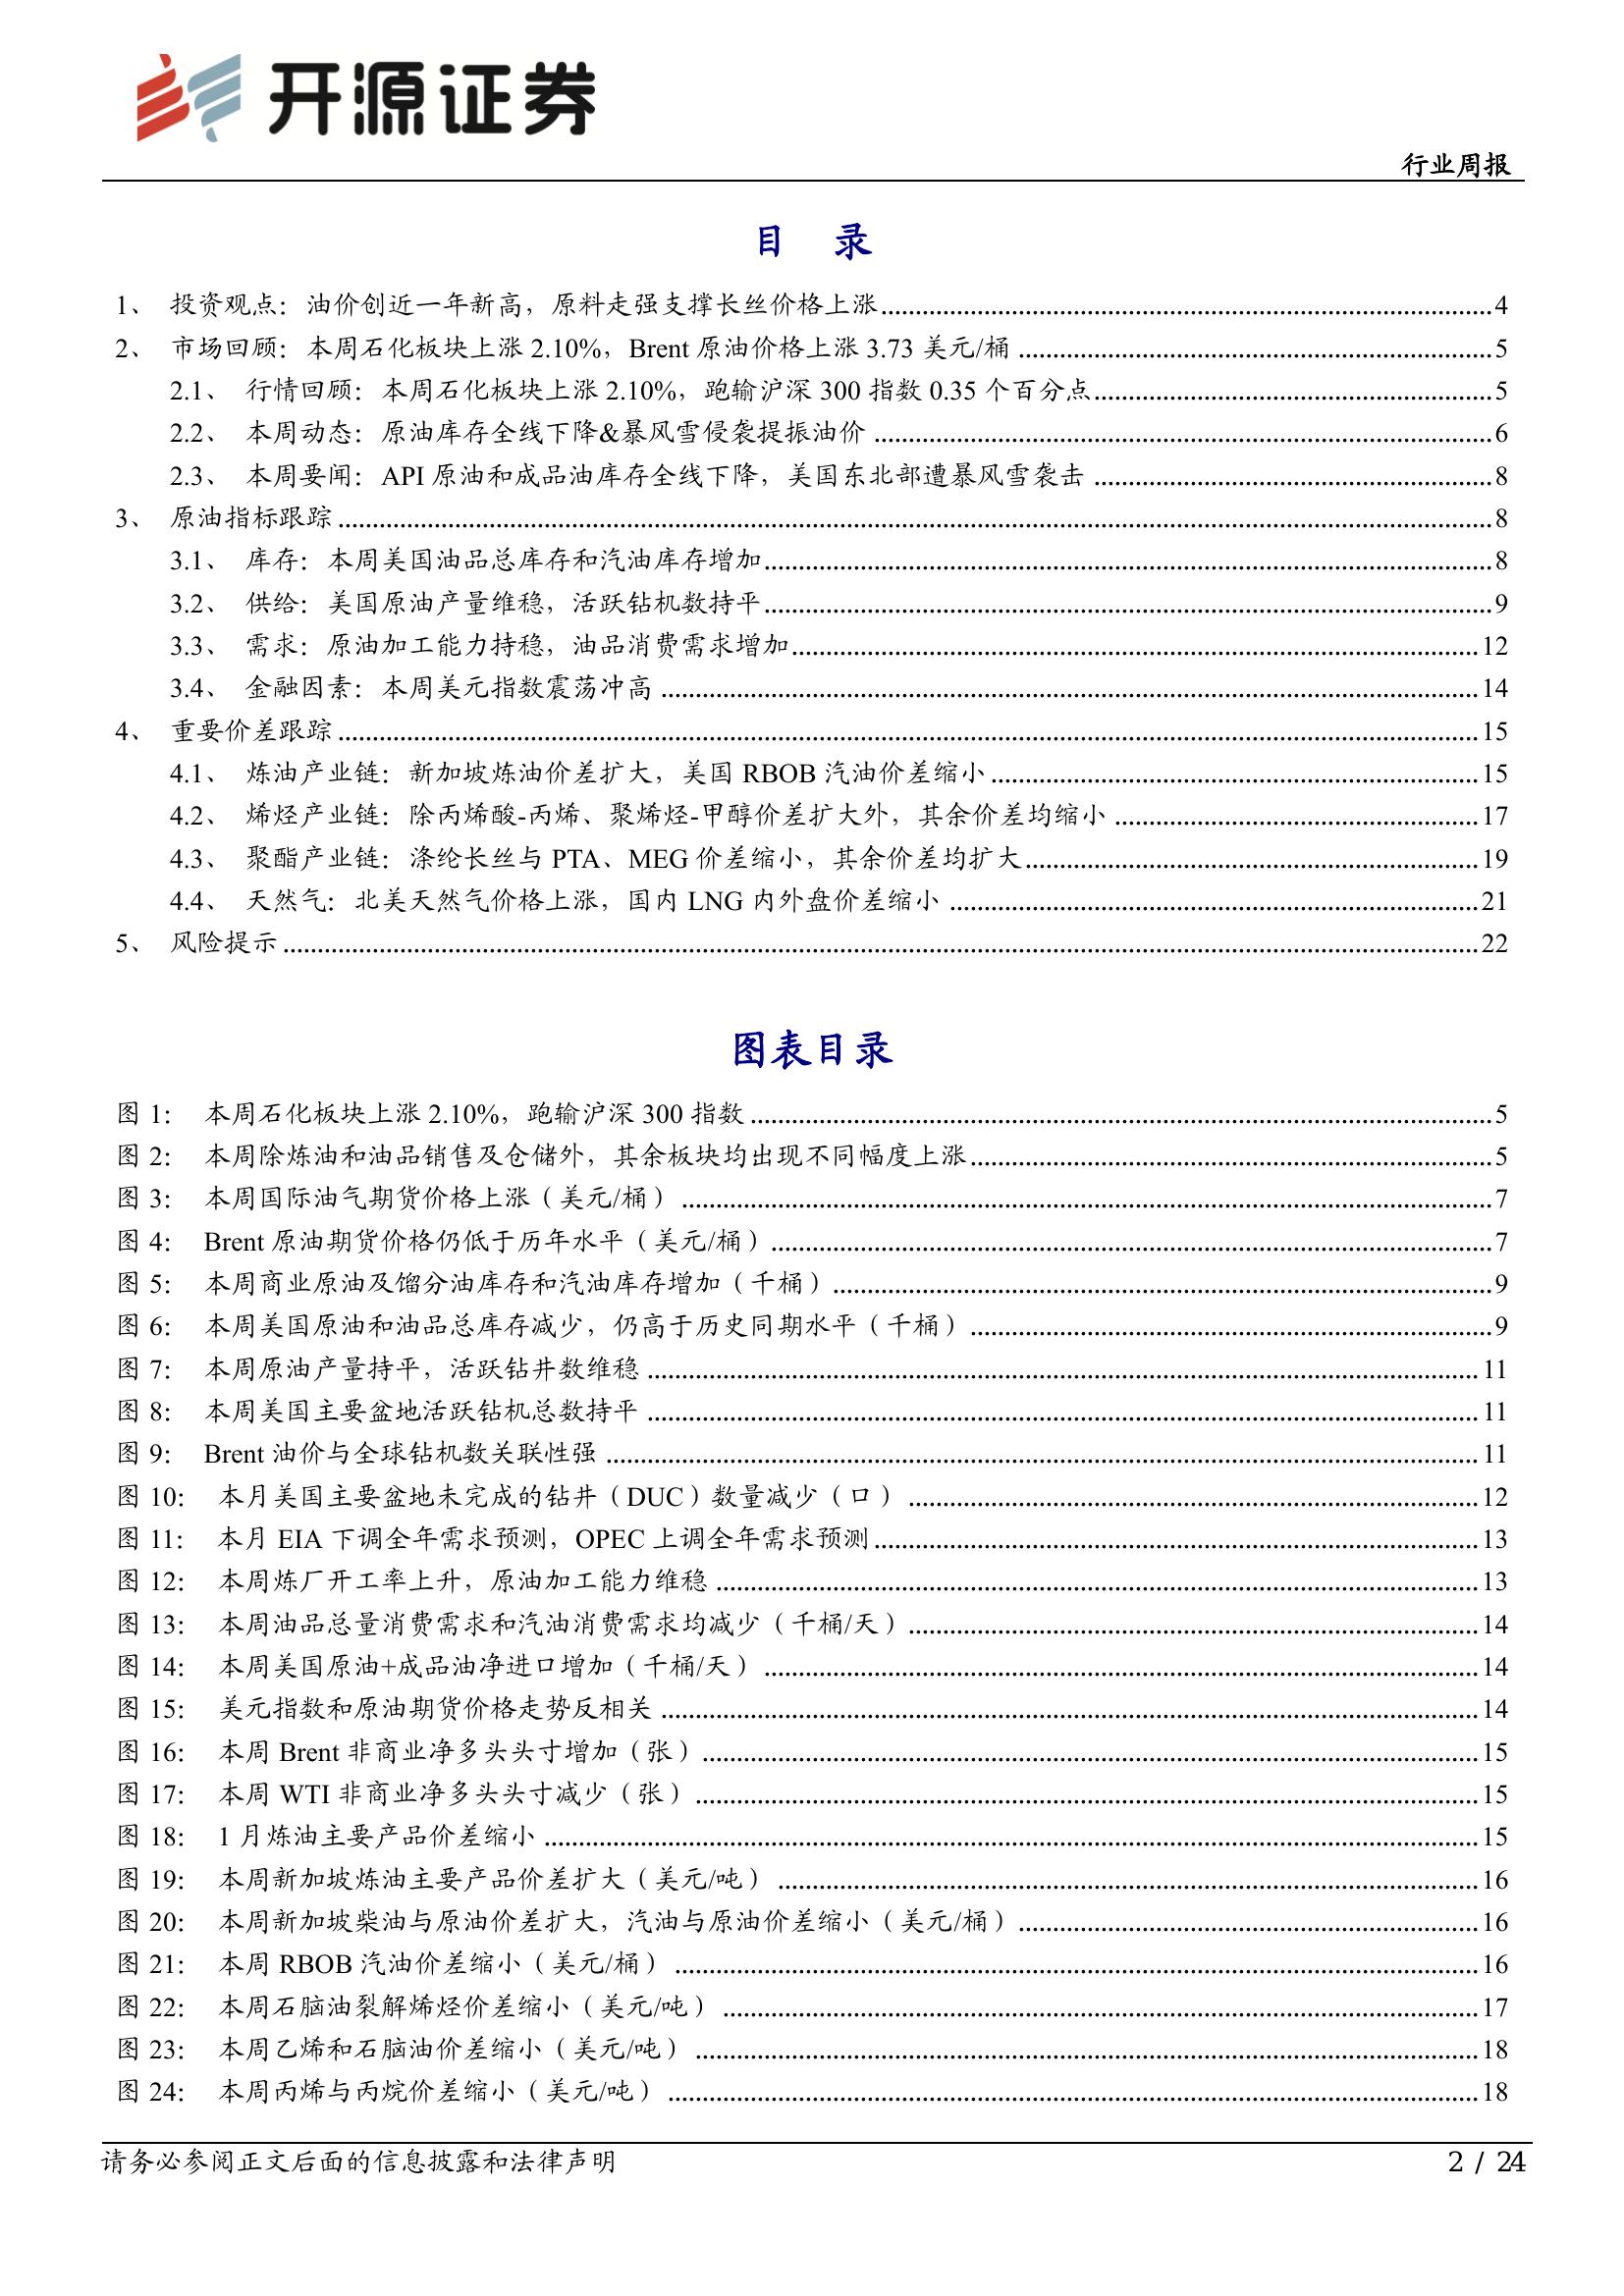 开源证券
行业周报
目 录
1、 投资观点：油价创近一年新高，原料走强支撑长丝价格上涨 4
2、 市场回顾：本周石化板块上涨 2.10%，Brent 原油价格上涨 3.73 美元/桶 5
2.1、 行情回顾：本周石化板块上涨 2.10%，跑输沪深 300 指数 0.35 个百分点 5
2.2、 本周动态：原油库存全线下降&暴风雪侵袭提振油价 6
2.3、 本周要闻：API 原油和成品油库存全线下降，美国东北部遭暴风雪袭击 8
3、 原油指标跟踪 8
3.1、 库存：本周美国油品总库存和汽油库存增加 8
3.2、 供给：美国原油产量维稳，活跃钻机数持平 9
3.3、 需求：原油加工能力持稳，油品消费需求增加 12
3.4、 金融因素：本周美元指数震荡冲高 14
4、 重要价差跟踪 15
4.1、 炼油产业链：新加坡炼油价差扩大，美国 RBOB 汽油价差缩小 15
4.2、 烯烃产业链：除丙烯酸-丙烯、聚烯烃-甲醇价差扩大外，其余价差均缩小 17
4.3、 聚酯产业链：涤纶长丝与 PTA、MEG 价差缩小，其余价差均扩大 19
4.4、 天然气：北美天然气价格上涨，国内 LNG 内外盘价差缩小 21
5、 风险提示 22
图表目录
图 1： 本周石化板块上涨 2.10%，跑输沪深 300 指数 5
图 2： 本周除炼油和油品销售及仓储外，其余板块均出现不同幅度上涨 5
图 3： 本周国际油气期货价格上涨（美元/桶） 7
图 4： Brent 原油期货价格仍低于历年水平（美元/桶） 7
图 5： 本周商业原油及馏分油库存和汽油库存增加（千桶） 9
图 6： 本周美国原油和油品总库存减少，仍高于历史同期水平（千桶） 9
图 7： 本周原油产量持平，活跃钻井数维稳 11
图 8： 本周美国主要盆地活跃钻机总数持平 11
图 9： Brent 油价与全球钻机数关联性强 11
图 10： 本月美国主要盆地未完成的钻井（DUC）数量减少（口） 12
图 11： 本月 EIA 下调全年需求预测，OPEC 上调全年需求预测 13
图 12： 本周炼厂开工率上升，原油加工能力维稳 13
图 13： 本周油品总量消费需求和汽油消费需求均减少（千桶/天） 14
图 14： 本周美国原油+成品油净进口增加（千桶/天） 14
图 15： 美元指数和原油期货价格走势反相关 14
图 16： 本周 Brent 非商业净多头头寸增加（张） 15
图 17： 本周 WTI 非商业净多头头寸减少（张） 15
图 18： 1 月炼油主要产品价差缩小 15
图 19： 本周新加坡炼油主要产品价差扩大（美元/吨） 16
图 20： 本周新加坡柴油与原油价差扩大，汽油与原油价差缩小（美元/桶） 16
图 21： 本周 RBOB 汽油价差缩小（美元/桶） 16
图 22： 本周石脑油裂解烯烃价差缩小（美元/吨） 17
图 23： 本周乙烯和石脑油价差缩小（美元/吨） 18
图 24： 本周丙烯与丙烷价差缩小（美元/吨） 18
请务必参阅正文后面的信息披露和法律声明
2 / 24